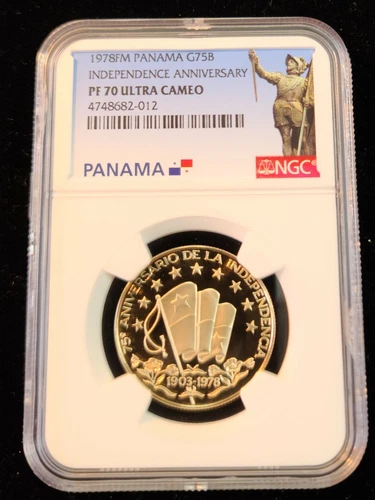 1978FM PANAMA G75B
INDEPENDENCE ANNIVERSARY
PF 70 ULTRA CAMEO
4748682-012
PANAMA
NGC
75º ANIVERSARIO DE LA INDEPENDENCIA
1903-1978